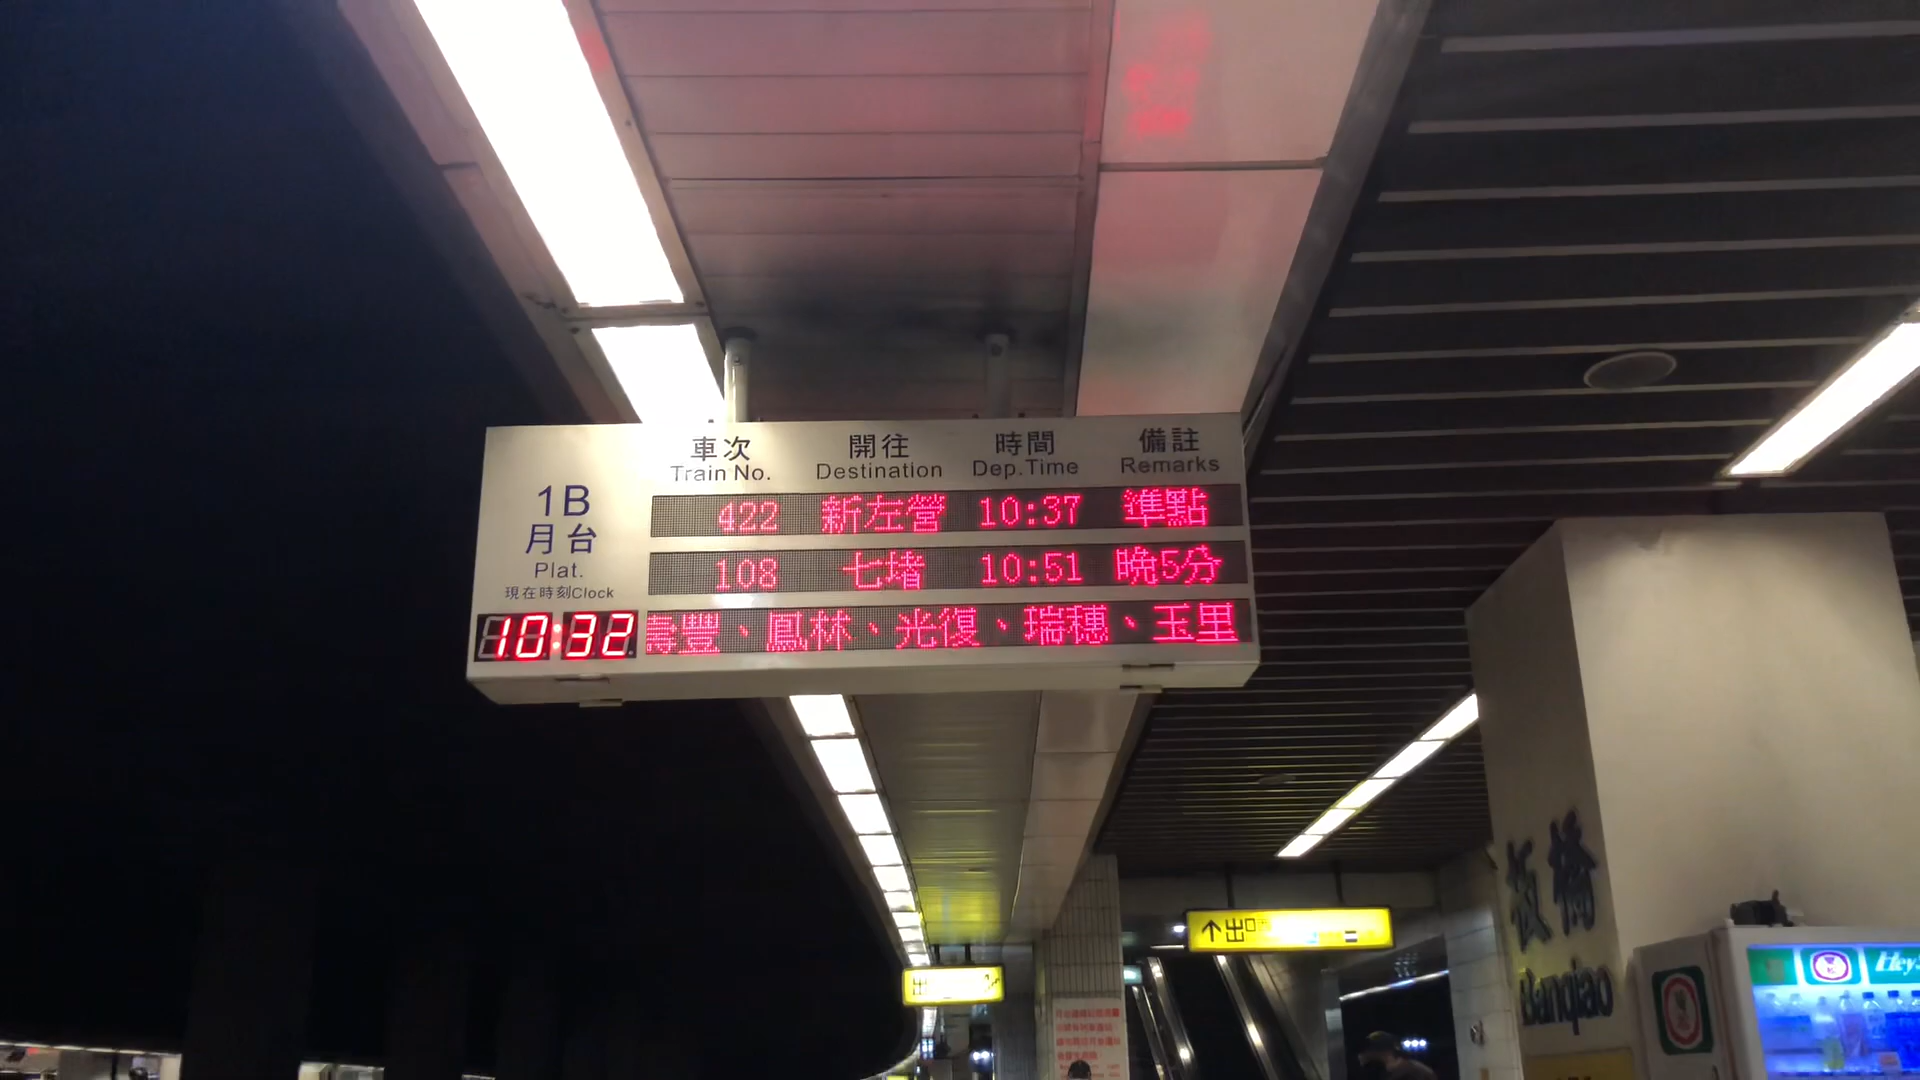 車次 開往 時間 備註
Train No. Destination Dep.Time Remarks
1B
月台
Plat.
現在時刻Clock
10:32
422 新左營 10:37 準點
108 七堵 10:51 晚5分
壽豐、鳳林、光復、瑞穗、玉里
↑出口
出
板橋
Banqiao
Hey